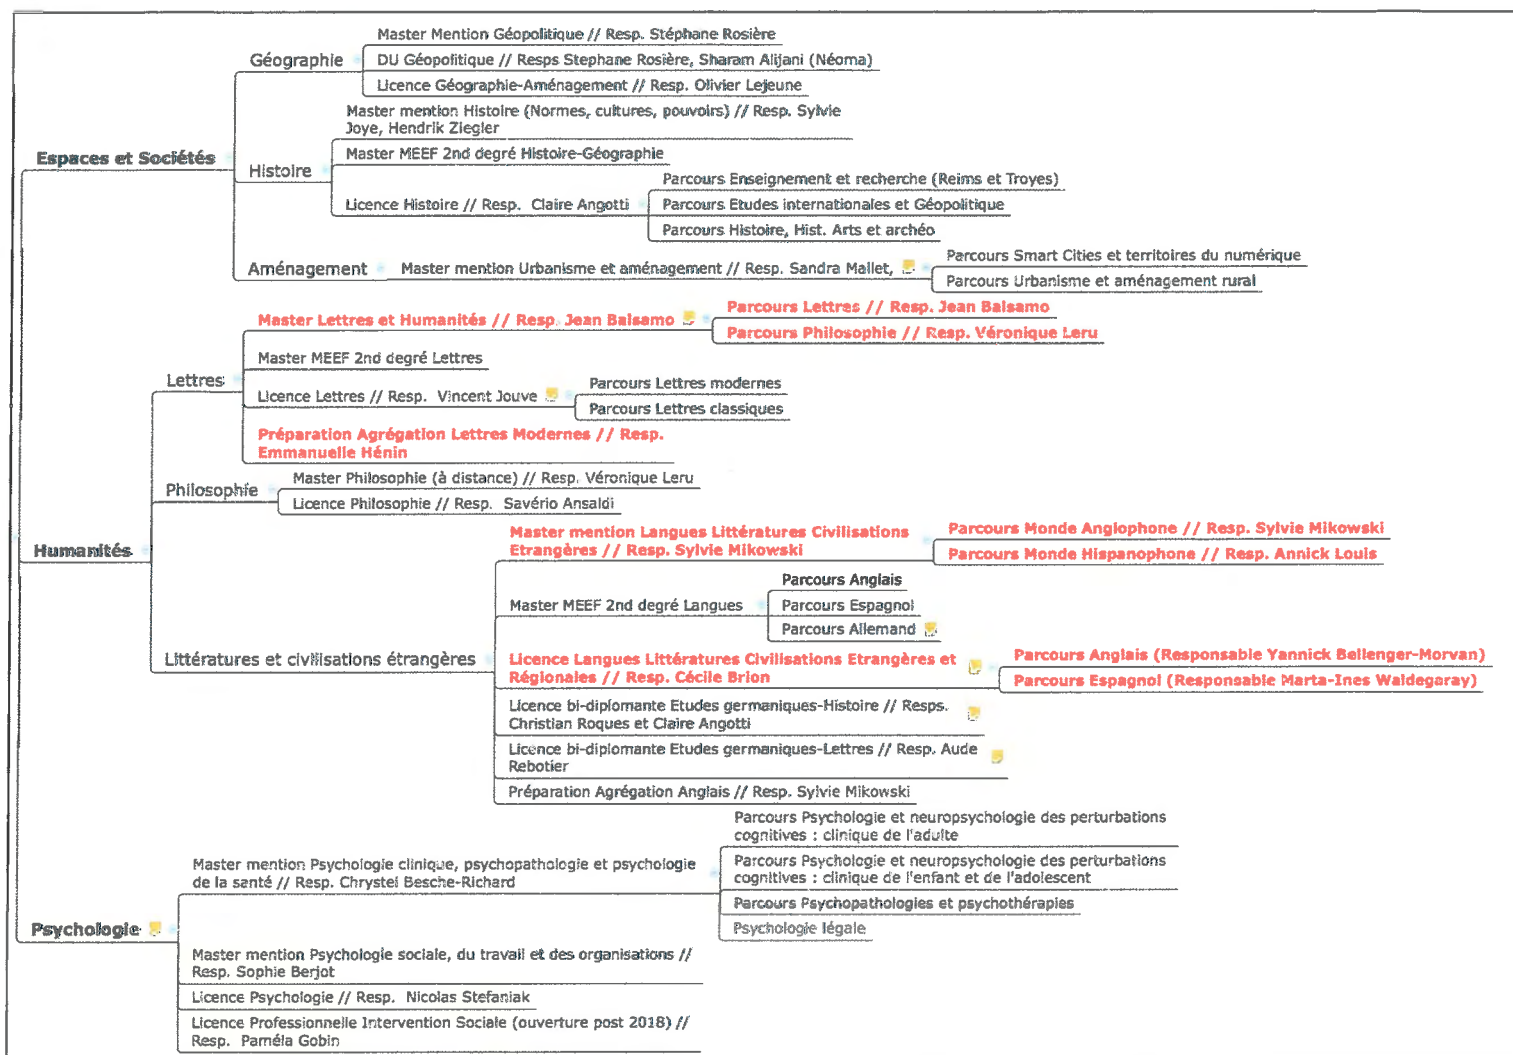 Master Mention Géopolitique // Resp. Stéphane Rosière
Géographie
DU Géopolitique // Resps Stephane Rosière, Sharam Alijani (Néoma)
Licence Géographie-Aménagement // Resp. Olivier Lejeune
Master mention Histoire (Normes, cultures, pouvoirs) // Resp. Sylvie
Joye, Hendrik Ziegler
Espaces et Sociétés
Master MEEF 2nd degré Histoire-Géographie
Histoire
Parcours Enseignement et recherche (Reims et Troyes)
Licence Histoire // Resp. Claire Angotti
Parcours Etudes internationales et Géopolitique
Parcours Histoire, Hist. Arts et archéo
Aménagement
Master mention Urbanisme et aménagement // Resp. Sandra Mallet,
Parcours Smart Cities et territoires du numérique
Parcours Urbanisme et aménagement rural
Master Lettres et Humanités // Resp. Jean Balsamo
Parcours Lettres // Resp. Jean Balsamo
Parcours Philosophie // Resp. Véronique Leru
Master MEEF 2nd degré Lettres
Lettres
Licence Lettres // Resp. Vincent Jouve
Parcours Lettres modernes
Parcours Lettres classiques
Préparation Agrégation Lettres Modernes // Resp.
Emmanuelle Hénin
Philosophie
Master Philosophie (à distance) // Resp. Véronique Leru
Licence Philosophie // Resp. Savério Ansaldi
Humanités
Master mention Langues Littératures Civilisations
Etrangères // Resp. Sylvie Mikowski
Parcours Monde Anglophone // Resp. Sylvie Mikowski
Parcours Monde Hispanophone // Resp. Annick Louis
Master MEEF 2nd degré Langues
Parcours Anglais
Parcours Espagnol
Parcours Allemand
Littératures et civilisations étrangères
Licence Langues Littératures Civilisations Etrangères et
Régionales // Resp. Cécile Brion
Parcours Anglais (Responsable Yannick Bellenger-Morvan)
Parcours Espagnol (Responsable Marta-Ines Waldegaray)
Licence bi-diplomante Etudes germaniques-Histoire // Resps.
Christian Roques et Claire Angotti
Licence bi-diplomante Etudes germaniques-Lettres // Resp. Aude
Rebotier
Préparation Agrégation Anglais // Resp. Sylvie Mikowski
Parcours Psychologie et neuropsychologie des perturbations
cognitives : clinique de l'adulte
Master mention Psychologie clinique, psychopathologie et psychologie
de la santé // Resp. Chrystel Besche-Richard
Parcours Psychologie et neuropsychologie des perturbations
cognitives : clinique de l'enfant et de l'adolescent
Parcours Psychopathologies et psychothérapies
Psychologie légale
Psychologie
Master mention Psychologie sociale, du travail et des organisations //
Resp. Sophie Berjot
Licence Psychologie // Resp. Nicolas Stefaniak
Licence Professionnelle Intervention Sociale (ouverture post 2018) //
Resp. Paméla Gobin